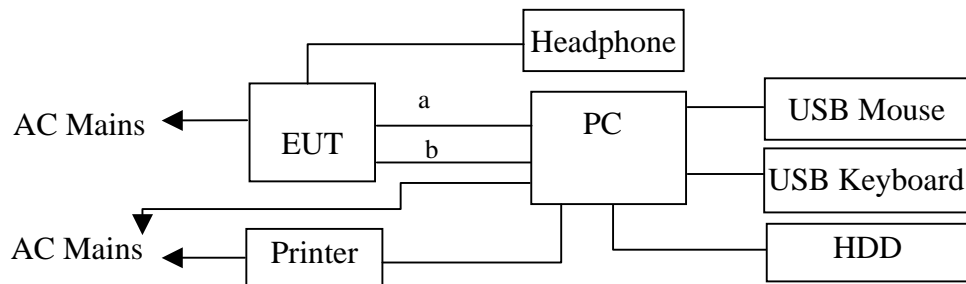 Headphone
a
AC Mains
EUT
PC
USB Mouse
b
USB Keyboard
AC Mains
Printer
HDD